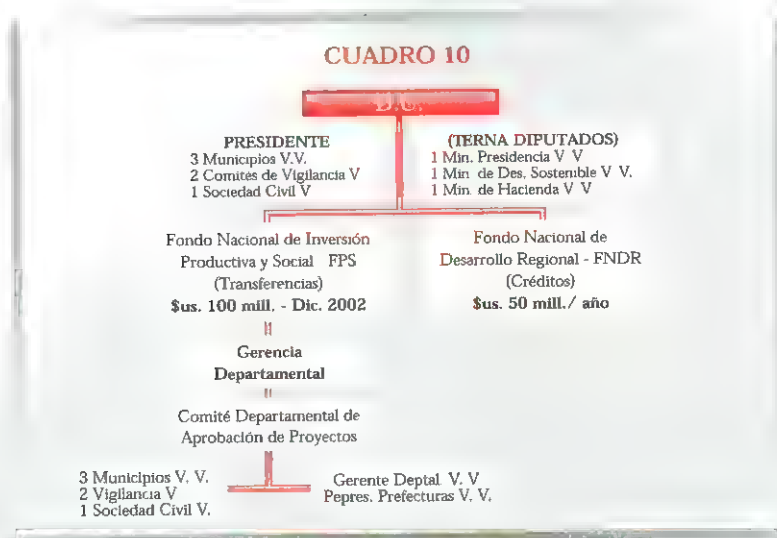 CUADRO 10
D.U.
PRESIDENTE
3 Municipios V.V.
2 Comités de Vigilancia V
1 Sociedad Civil V
(TERNA DIPUTADOS)
1 Min. Presidencia V V
1 Min de Des. Sostenible V V.
1 Min. de Hacienda V V
Fondo Nacional de Inversión
Productiva y Social FPS
(Transferencias)
$us. 100 mill. - Dic. 2002
Fondo Nacional de
Desarrollo Regional - FNDR
(Créditos)
$us. 50 mill./ año
Gerencia
Departamental
Comité Departamental de
Aprobación de Proyectos
3 Municipios V. V.
2 Vigilancia V
1 Sociedad Civil V.
Gerente Deptal V. V
Pepres. Prefecturas V. V.